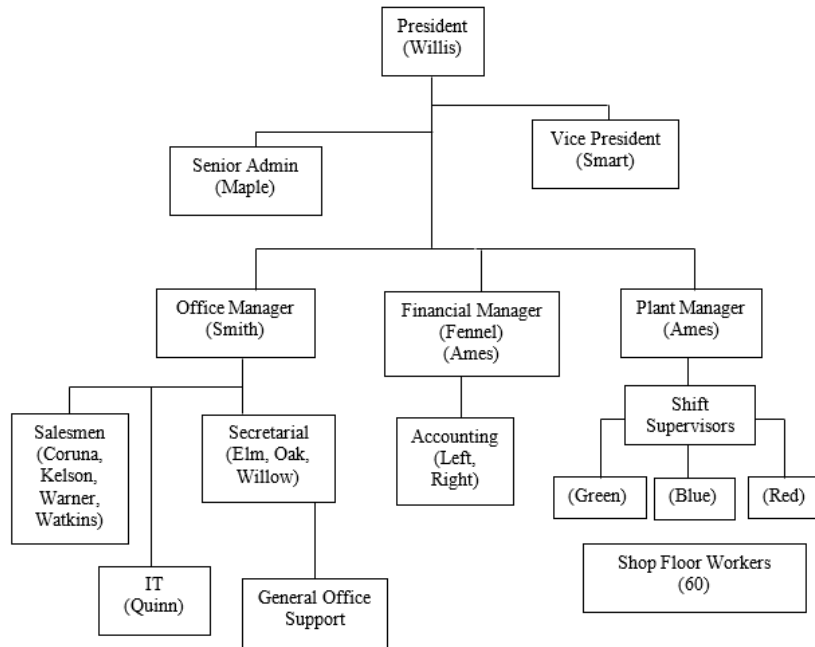 President
(Willis)
Vice President
(Smart)
Senior Admin
(Maple)
Office Manager
(Smith)
Financial Manager
(Fennel)
(Ames)
Plant Manager
(Ames)
Shift
Supervisors
Salesmen
(Coruna,
Kelson,
Warner,
Watkins)
Secretarial
(Elm, Oak,
Willow)
Accounting
(Left,
Right)
(Green)
(Blue)
(Red)
Shop Floor Workers
(60)
IT
(Quinn)
General Office
Support